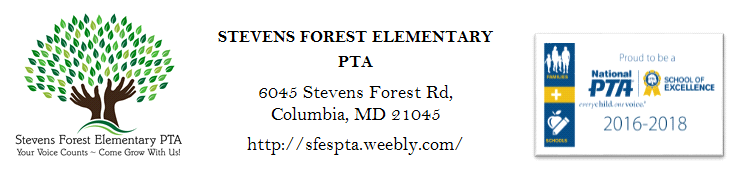 Stevens Forest Elementary PTA
Your Voice Counts ~ Come Grow With Us!
STEVENS FOREST ELEMENTARY
PTA
6045 Stevens Forest Rd,
Columbia, MD 21045
http://sfespta.weebly.com/
FAMILIES
SCHOOLS
Proud to be a
National
PTA
everychild.one voice.
SCHOOL OF
EXCELLENCE
2016-2018